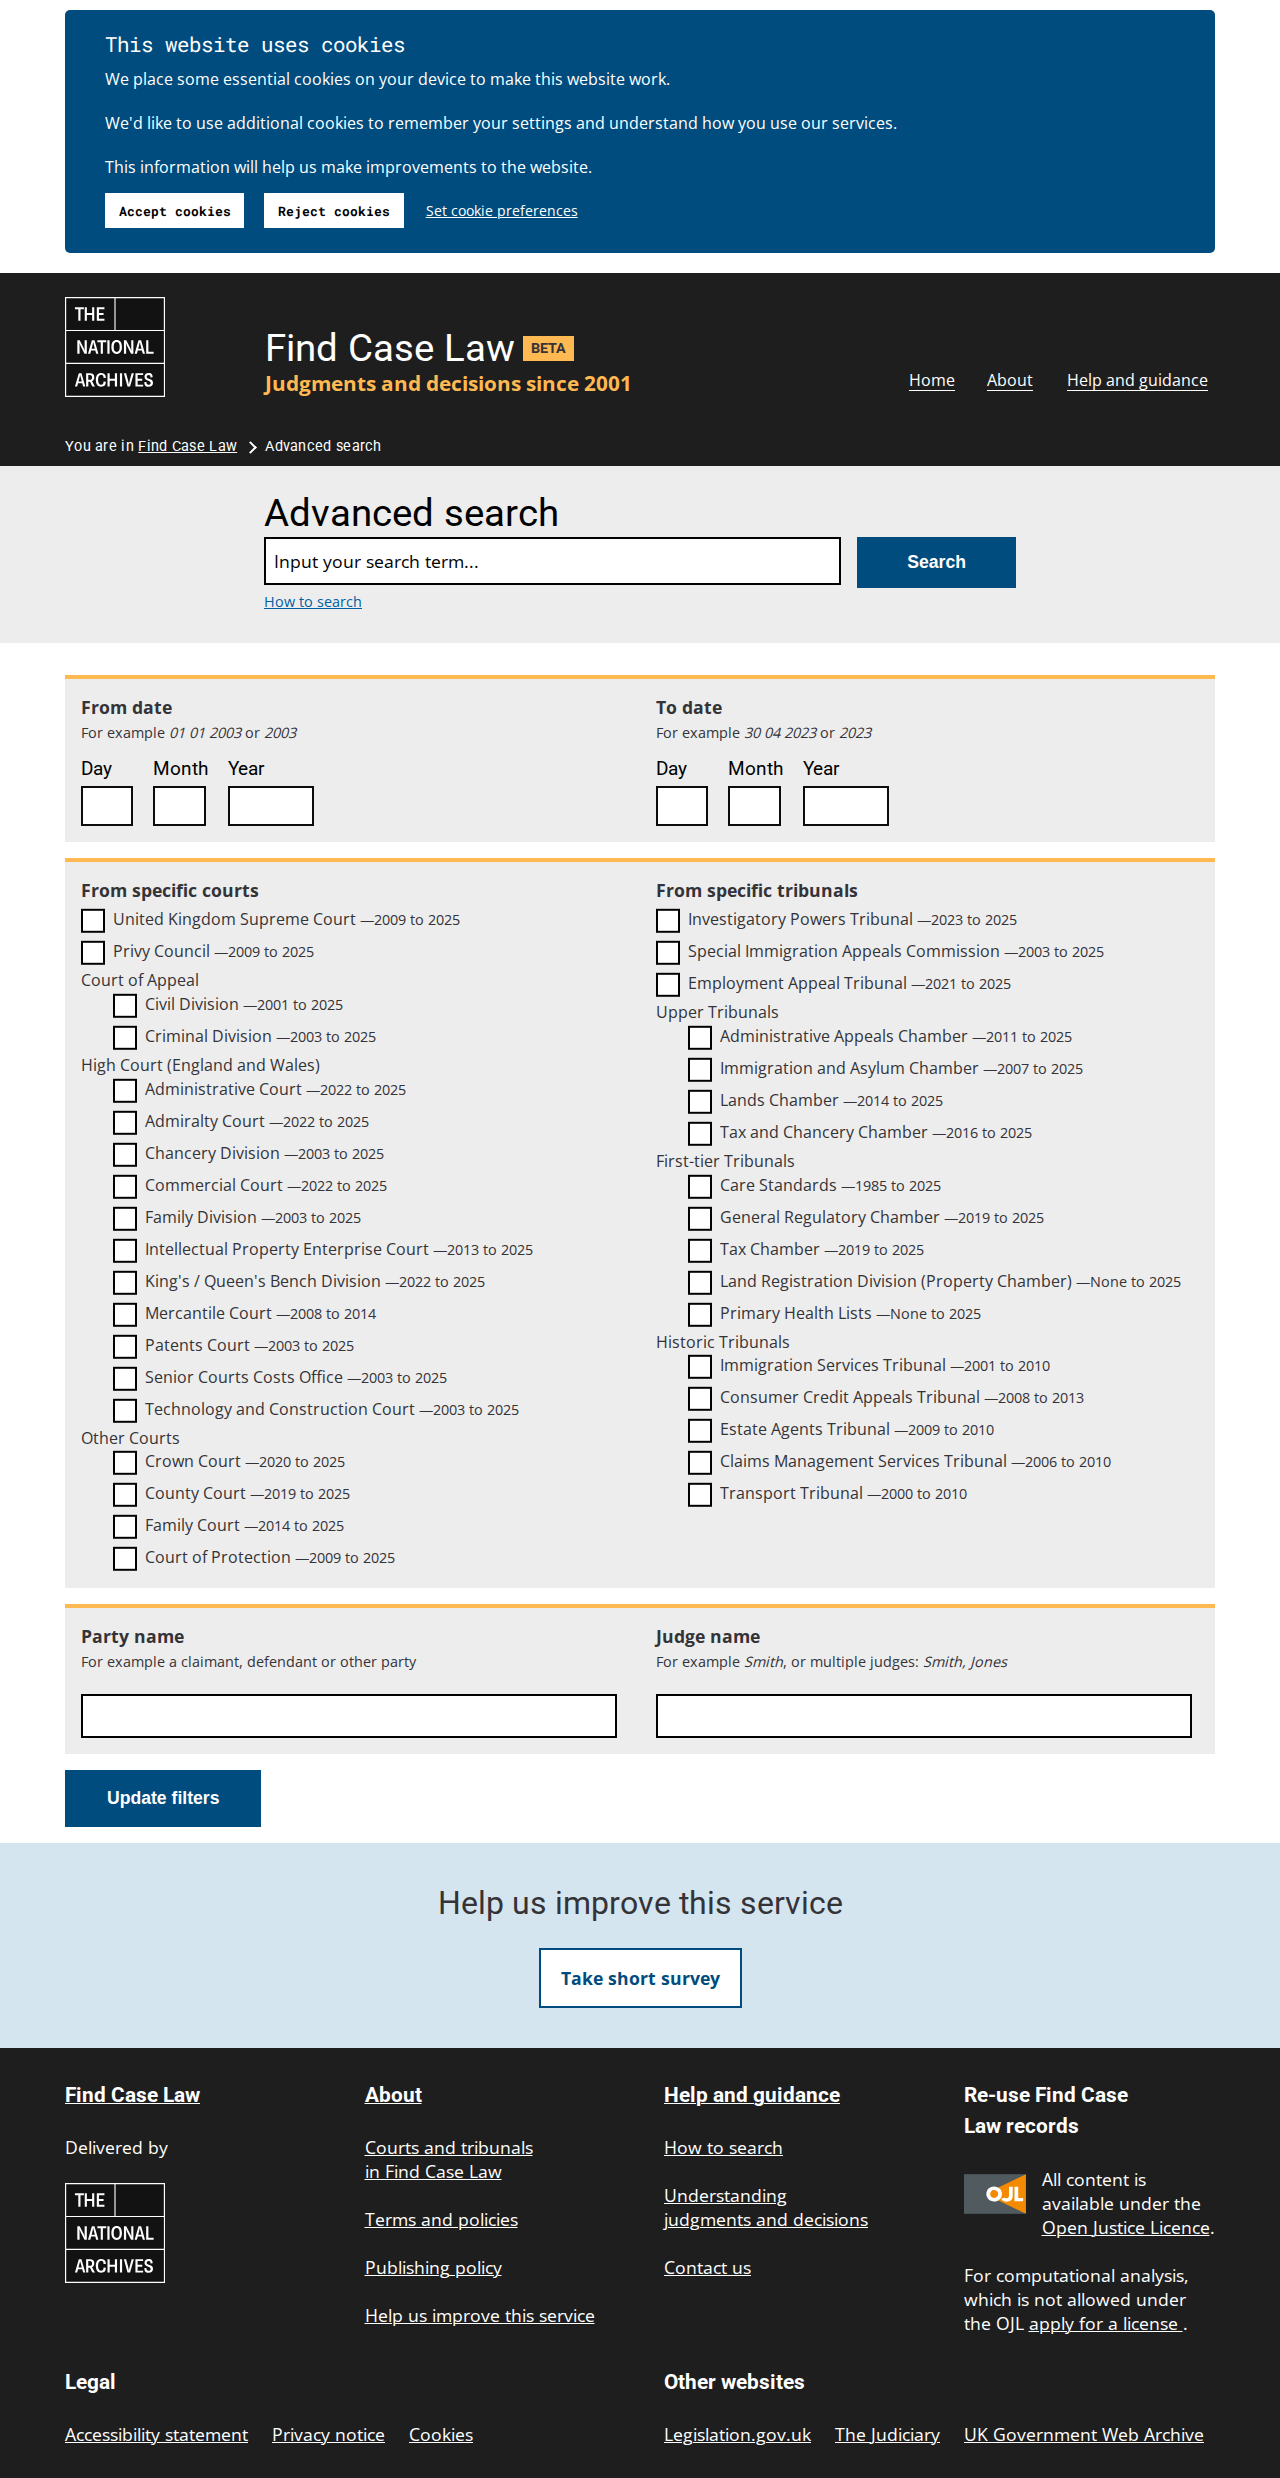 This website uses cookies
We place some essential cookies on your device to make this website work.
We'd like to use additional cookies to remember your settings and understand how you use our services.
This information will help us make improvements to the website.
Accept cookies Reject cookies Set cookie preferences
THE
NATIONAL
ARCHIVES
Find Case Law BETA
Judgments and decisions since 2001
Home About Help and guidance
You are in Find Case Law Advanced search
Advanced search
Input your search term...
Search
How to search
From date
For example 01 01 2003 or 2003
Day Month Year
To date
For example 30 04 2023 or 2023
Day Month Year
From specific courts
United Kingdom Supreme Court —2009 to 2025
Privy Council —2009 to 2025
Court of Appeal
Civil Division —2001 to 2025
Criminal Division —2003 to 2025
High Court (England and Wales)
Administrative Court —2022 to 2025
Admiralty Court —2022 to 2025
Chancery Division —2003 to 2025
Commercial Court —2022 to 2025
Family Division —2003 to 2025
Intellectual Property Enterprise Court —2013 to 2025
King's / Queen's Bench Division —2022 to 2025
Mercantile Court —2008 to 2014
Patents Court —2003 to 2025
Senior Courts Costs Office —2003 to 2025
Technology and Construction Court —2003 to 2025
Other Courts
Crown Court —2020 to 2025
County Court —2019 to 2025
Family Court —2014 to 2025
Court of Protection —2009 to 2025
From specific tribunals
Investigatory Powers Tribunal —2023 to 2025
Special Immigration Appeals Commission —2003 to 2025
Employment Appeal Tribunal —2021 to 2025
Upper Tribunals
Administrative Appeals Chamber —2011 to 2025
Immigration and Asylum Chamber —2007 to 2025
Lands Chamber —2014 to 2025
Tax and Chancery Chamber —2016 to 2025
First-tier Tribunals
Care Standards —1985 to 2025
General Regulatory Chamber —2019 to 2025
Tax Chamber —2019 to 2025
Land Registration Division (Property Chamber) —None to 2025
Primary Health Lists —None to 2025
Historic Tribunals
Immigration Services Tribunal —2001 to 2010
Consumer Credit Appeals Tribunal —2008 to 2013
Estate Agents Tribunal —2009 to 2010
Claims Management Services Tribunal —2006 to 2010
Transport Tribunal —2000 to 2010
Party name
For example a claimant, defendant or other party
Judge name
For example Smith, or multiple judges: Smith, Jones
Update filters
Help us improve this service
Take short survey
Find Case Law
Delivered by
THE
NATIONAL
ARCHIVES
About
Courts and tribunals
in Find Case Law
Terms and policies
Publishing policy
Help us improve this service
Help and guidance
How to search
Understanding
judgments and decisions
Contact us
Re-use Find Case
Law records
OJL
All content is
available under the
Open Justice Licence.
For computational analysis,
which is not allowed under
the OJL apply for a license .
Legal
Accessibility statement Privacy notice Cookies
Other websites
Legislation.gov.uk The Judiciary UK Government Web Archive